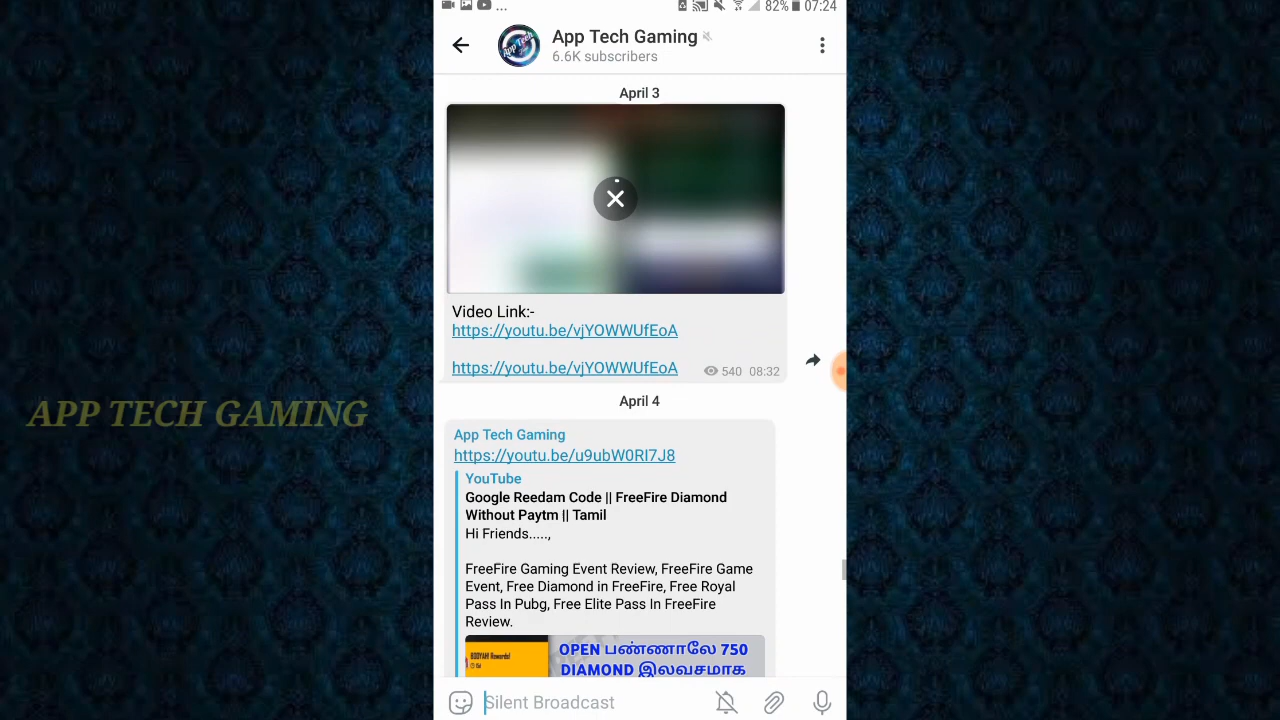 ... 82% 07:24
App Tech Gaming
6.6K subscribers
April 3
Video Link:-
https://youtu.be/vjYOWWUfEoA
https://youtu.be/vjYOWWUfEoA
540 08:32
April 4
APP TECH GAMING
App Tech Gaming
https://youtu.be/u9ubW0RI7J8
YouTube
Google Reedam Code || FreeFire Diamond
Without Paytm || Tamil
Hi Friends.....,
FreeFire Gaming Event Review, FreeFire Game
Event, Free Diamond in FreeFire, Free Royal
Pass In Pubg, Free Elite Pass In FreeFire
Review.
BOOYAH! Rewards!
OPEN பண்ணாலே 750
DIAMOND இலவசமாக
Silent Broadcast